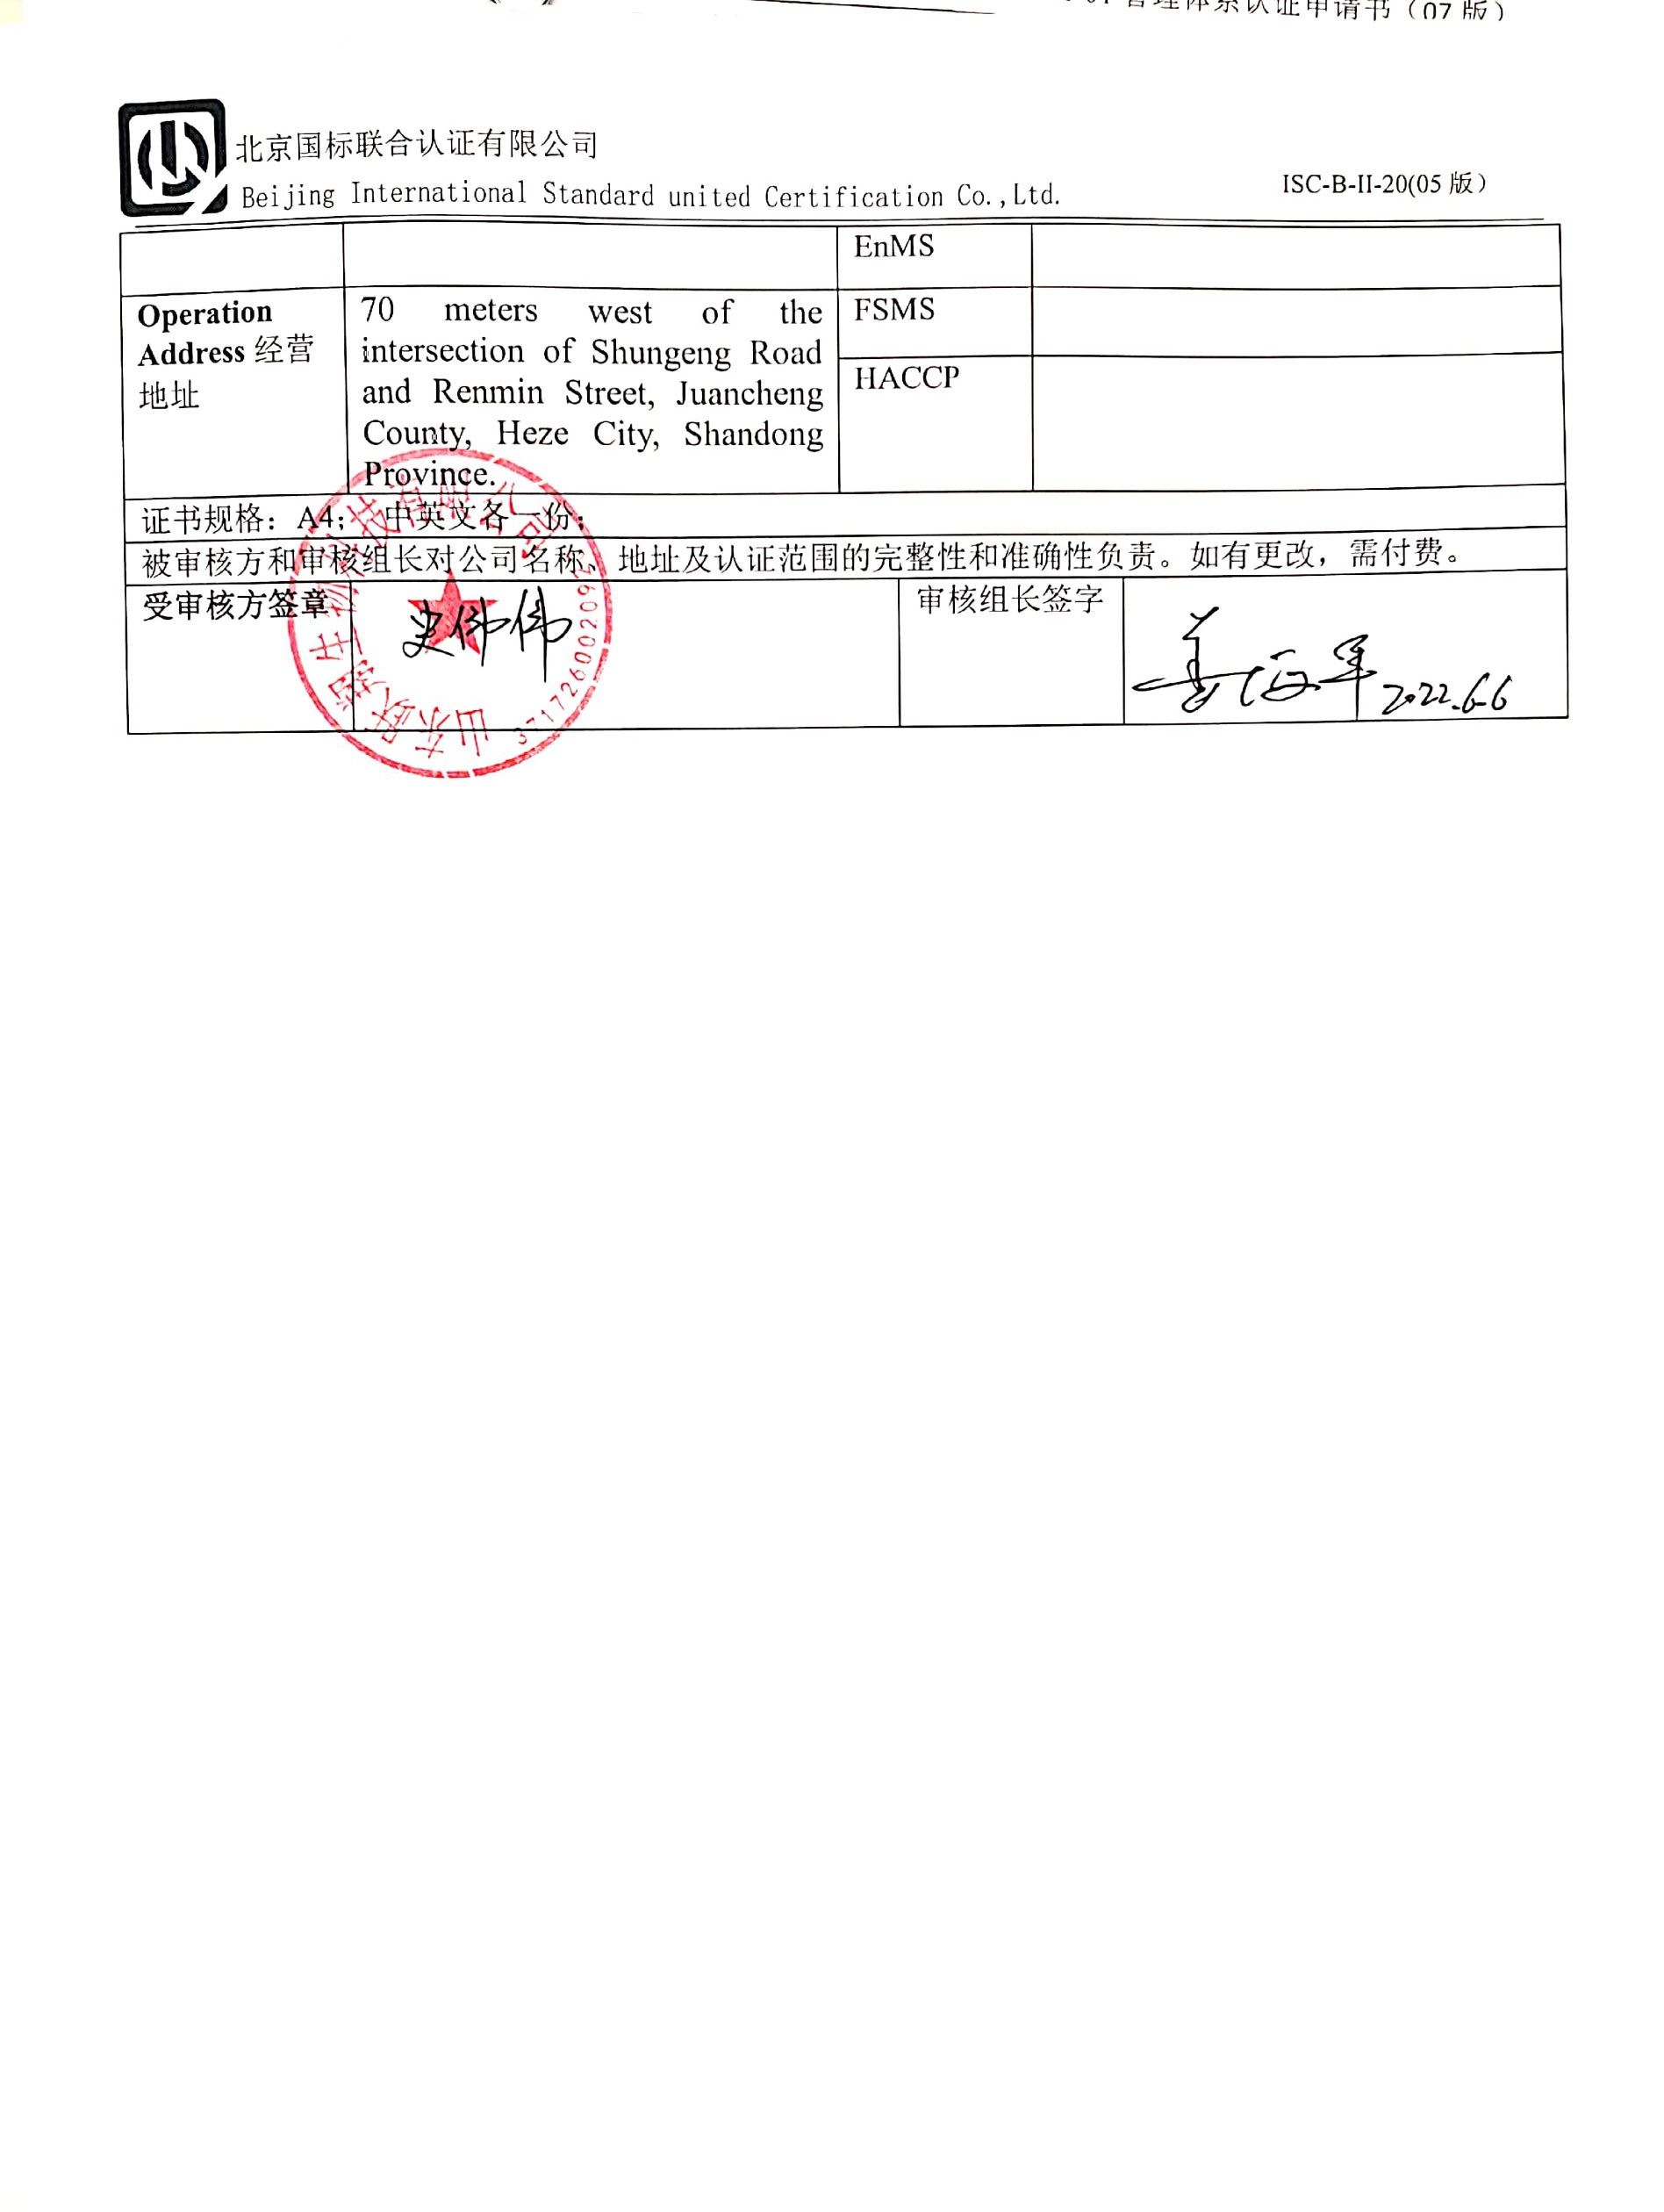 管理体系认证申请书（07 版）
北京国标联合认证有限公司
Beijing International Standard united Certification Co.,Ltd.
ISC-B-II-20(05 版）
EnMS
Operation
Address 经营
地址
70 meters west of the
intersection of Shungeng Road
and Renmin Street, Juancheng
County, Heze City, Shandong
Province.
FSMS
HACCP
证书规格：A4； 中英文各一份；
被审核方和审核组长对公司名称、地址及认证范围的完整性和准确性负责。如有更改，需付费。
受审核方签章
史伟伟
审核组长签字
2022.6.6